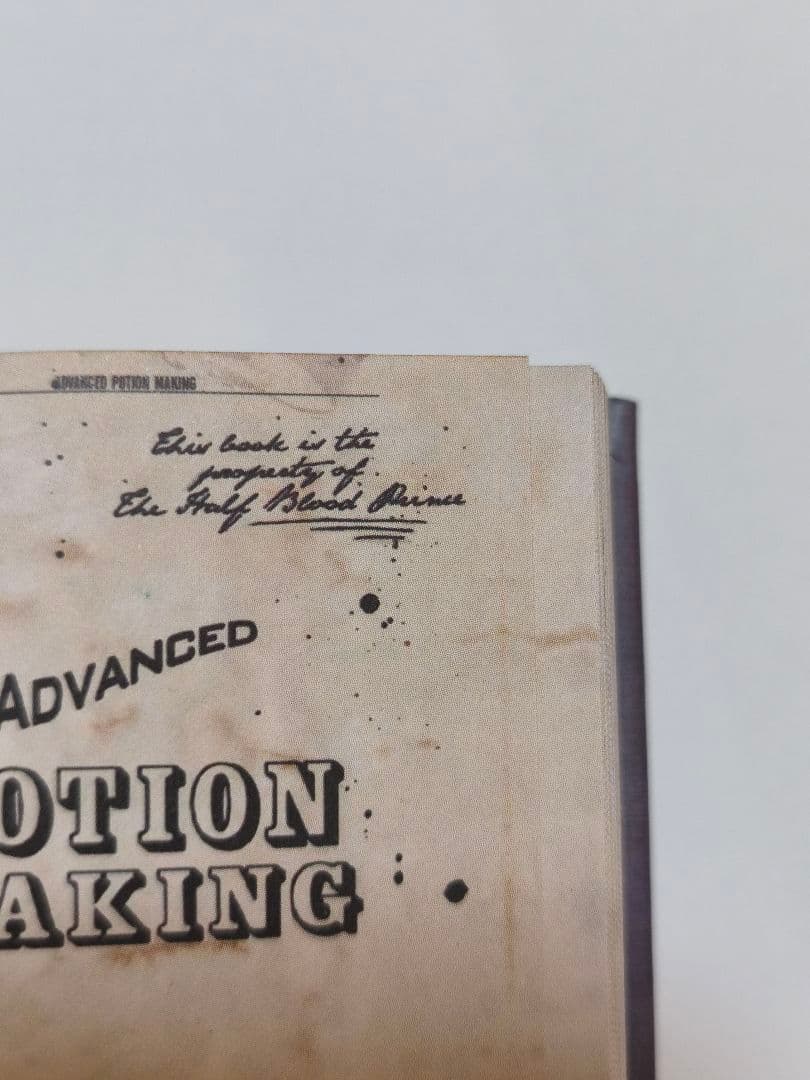 ADVANCED POTION MAKING
This book is the
property of
The Half Blood Prince
ADVANCED
OTION
AKING